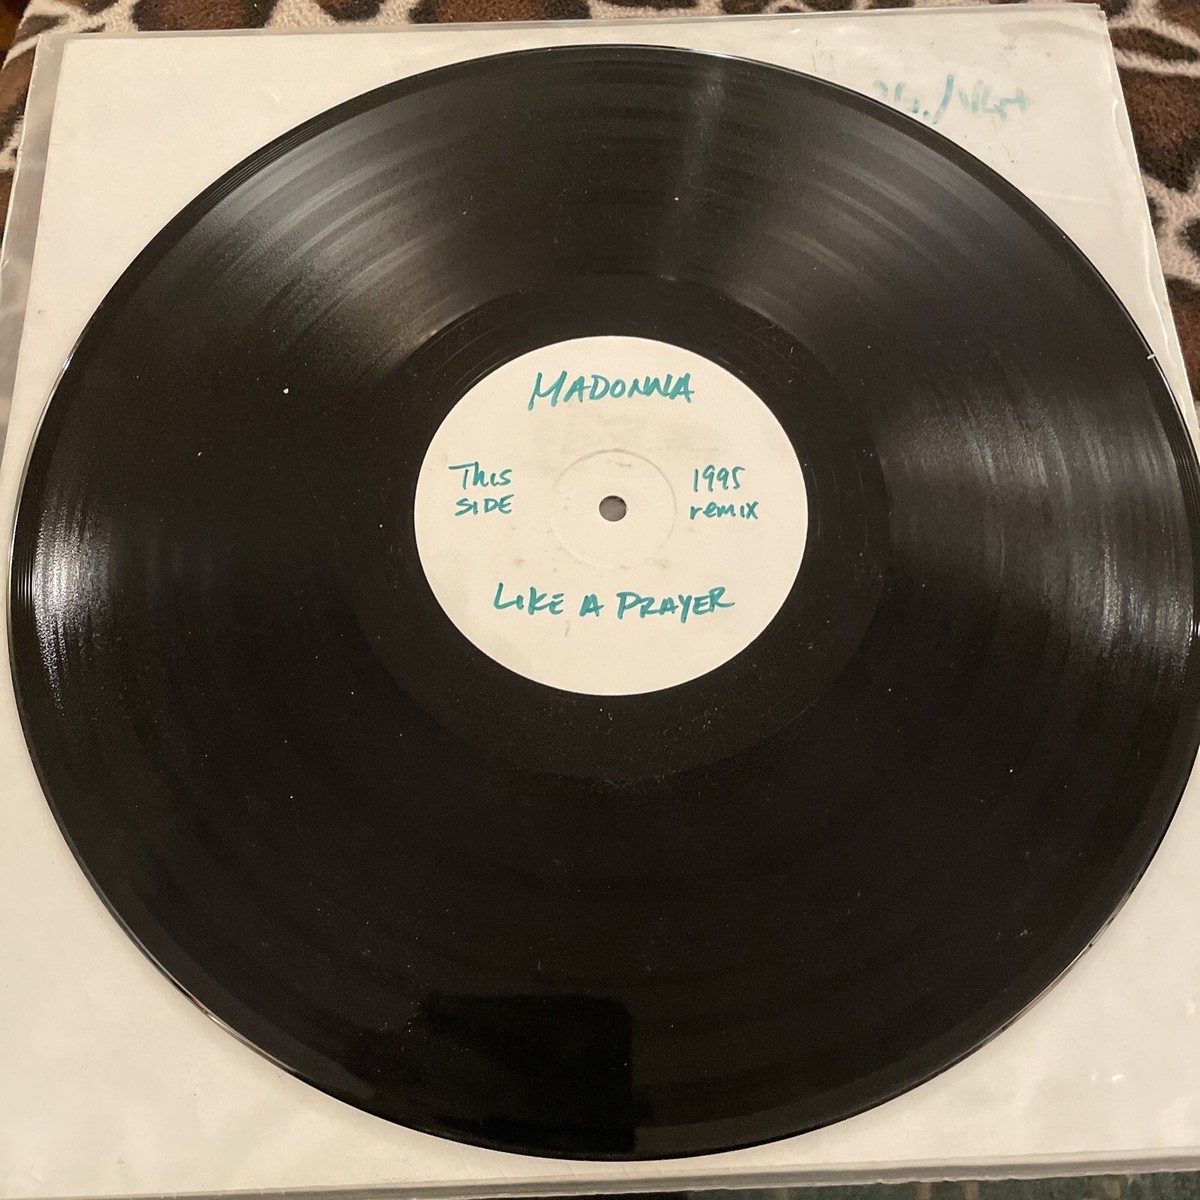 MADONNA
This
SIDE
1995
remix
LIKE A PRAYER